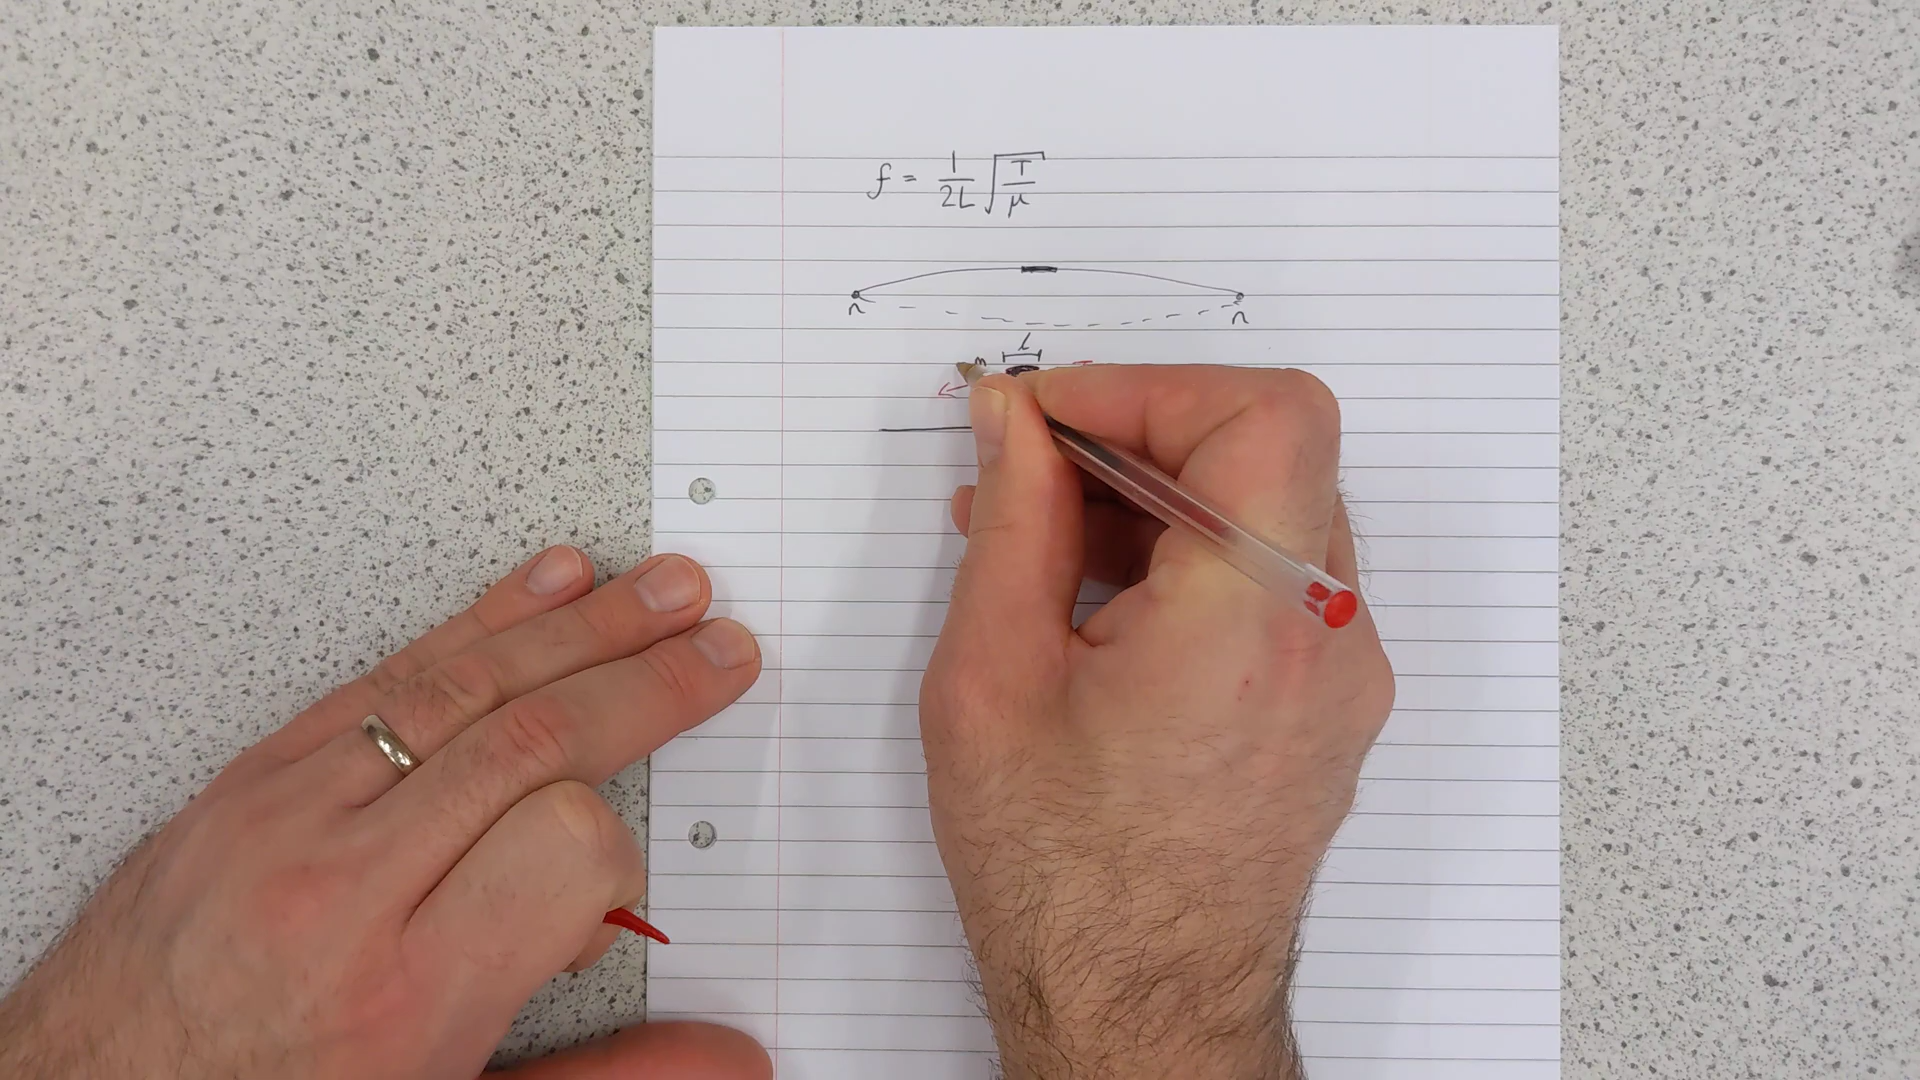 f = 1/2L √T/μ
n n
l
m T